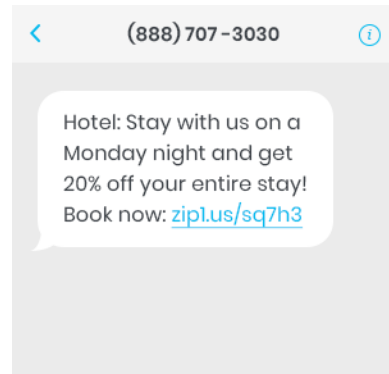 (888) 707-3030
Hotel: Stay with us on a
Monday night and get
20% off your entire stay!
Book now: zip1.us/sq7h3